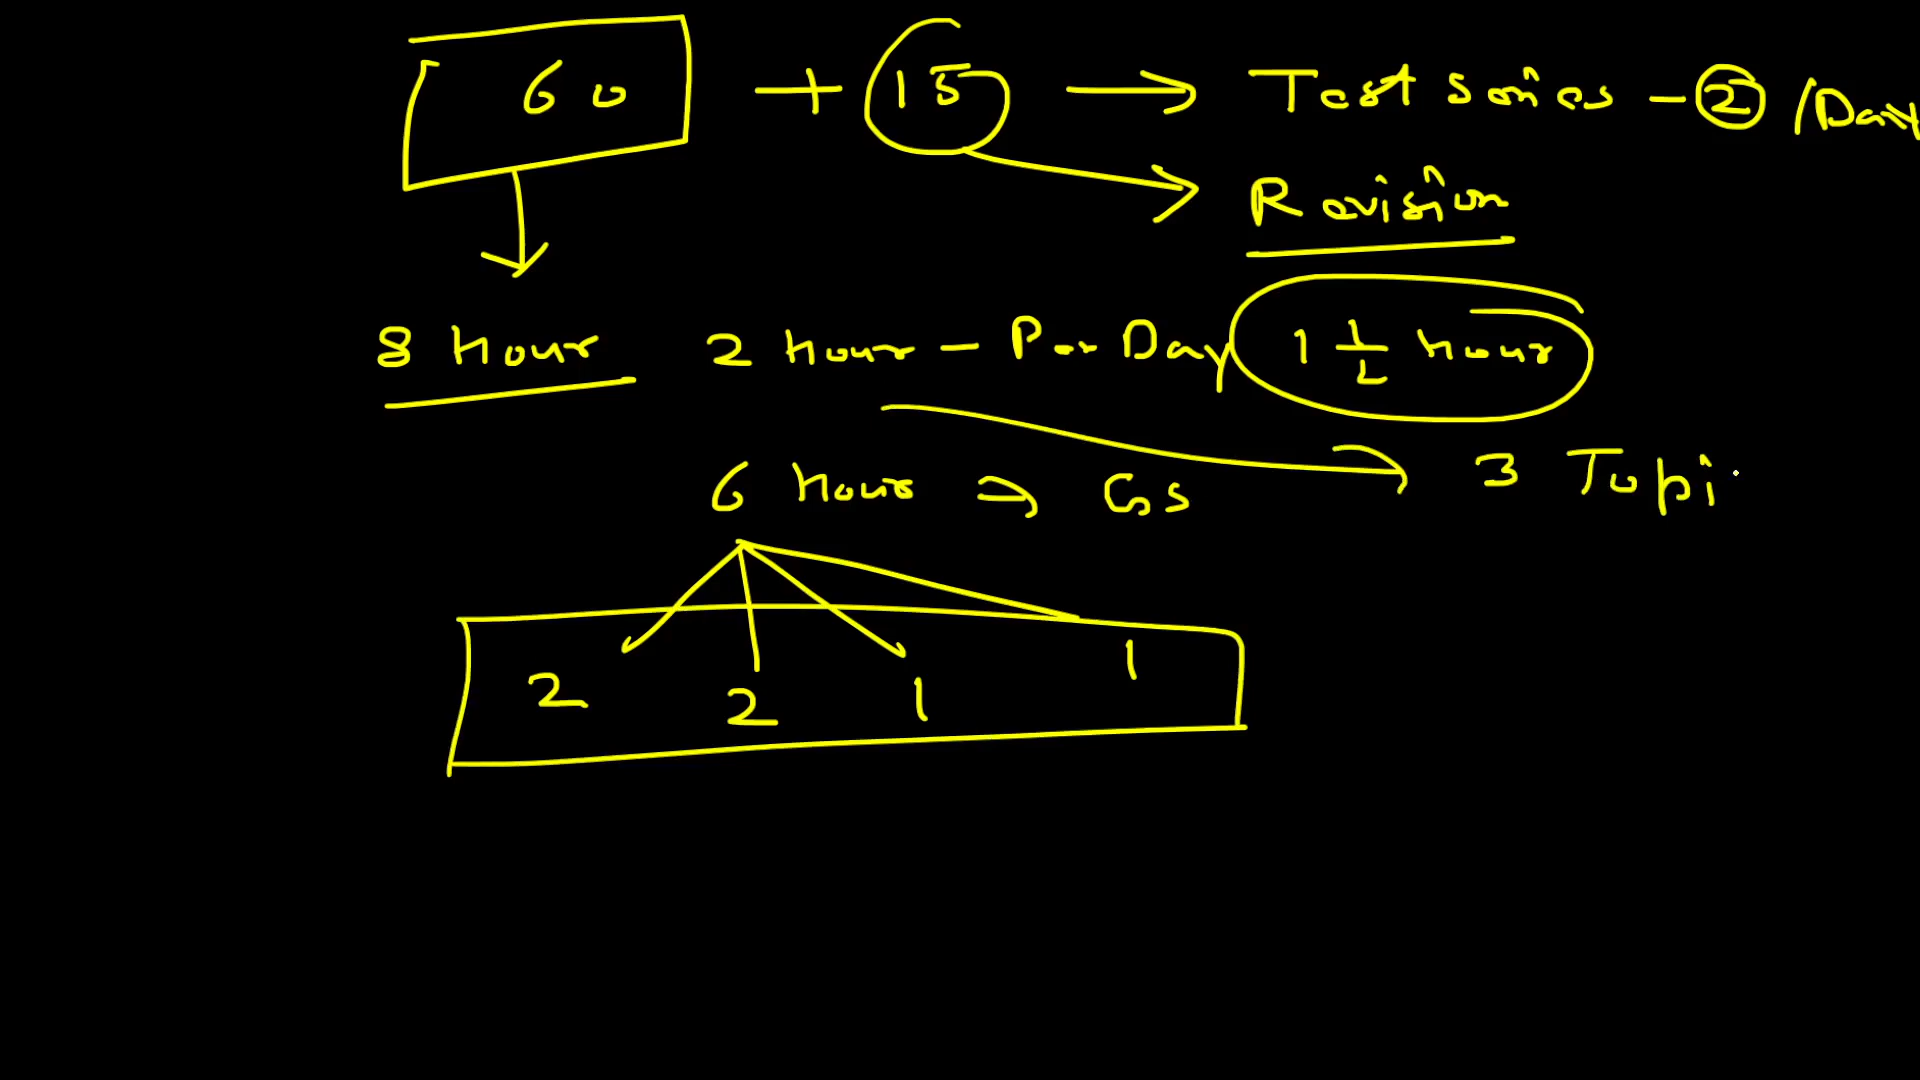 60 + 15 → Test Series - 2 / Day
Revision
8 hour 2 hour - Per Day 1 1/2 hour
6 hour ⇒ GS 3 Topi
2 2 1 1